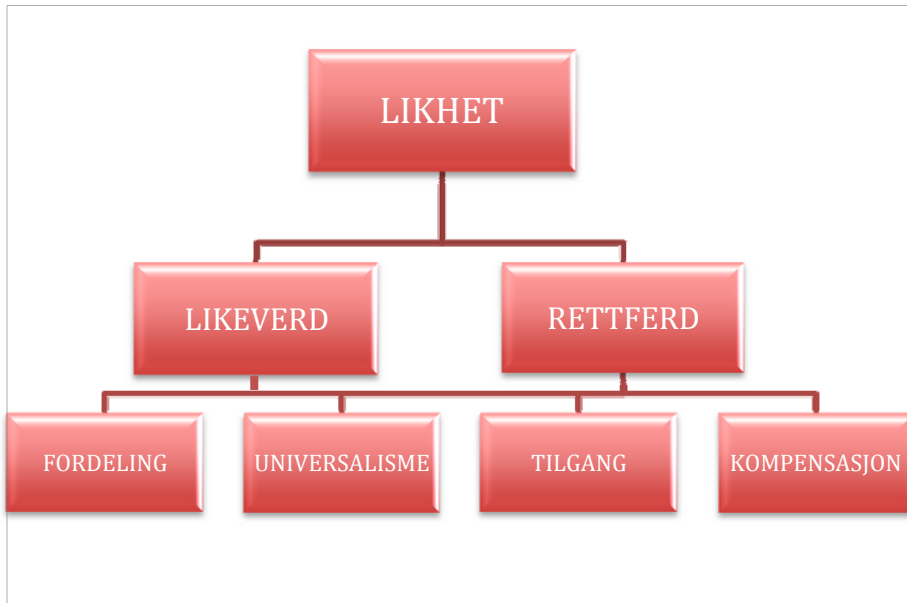 LIKHET
LIKEVERD
RETTFERD
FORDELING
UNIVERSALISME
TILGANG
KOMPENSASJON